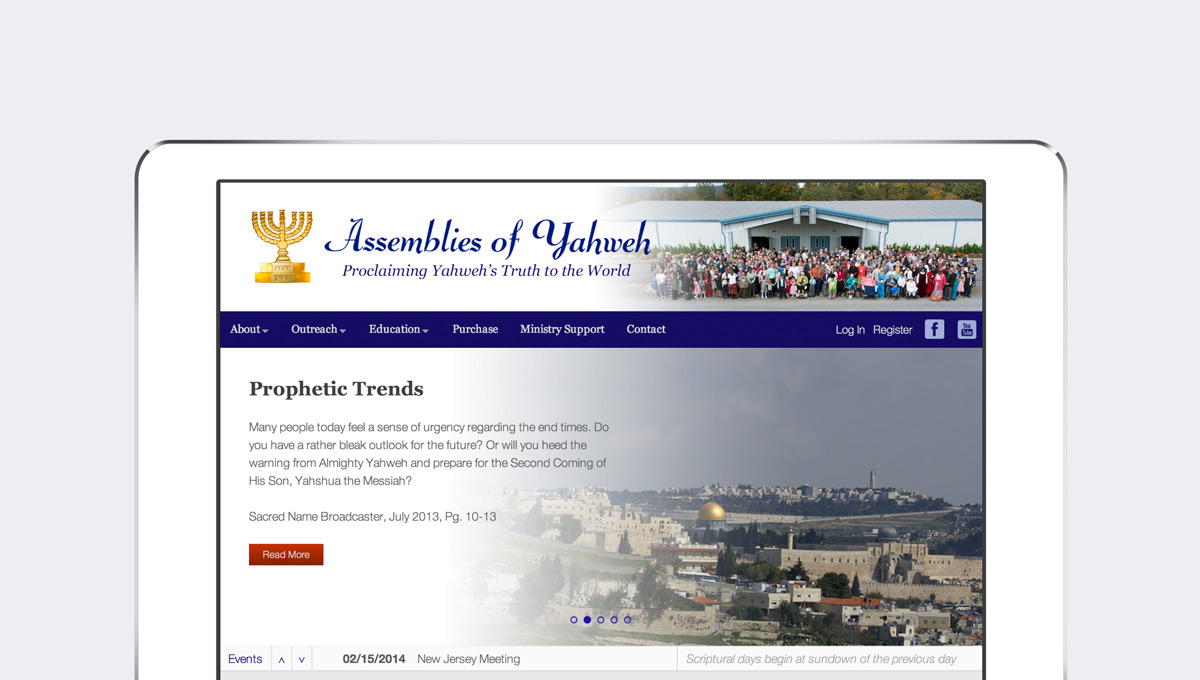 Assemblies of Yahweh
Proclaiming Yahweh's Truth to the World
About Outreach Education Purchase Ministry Support Contact Log In Register f You Tube
Prophetic Trends
Many people today feel a sense of urgency regarding the end times. Do
you have a rather bleak outlook for the future? Or will you heed the
warning from Almighty Yahweh and prepare for the Second Coming of
His Son, Yahshua the Messiah?
Sacred Name Broadcaster, July 2013, Pg. 10-13
Read More
Events 02/15/2014 New Jersey Meeting Scriptural days begin at sundown of the previous day